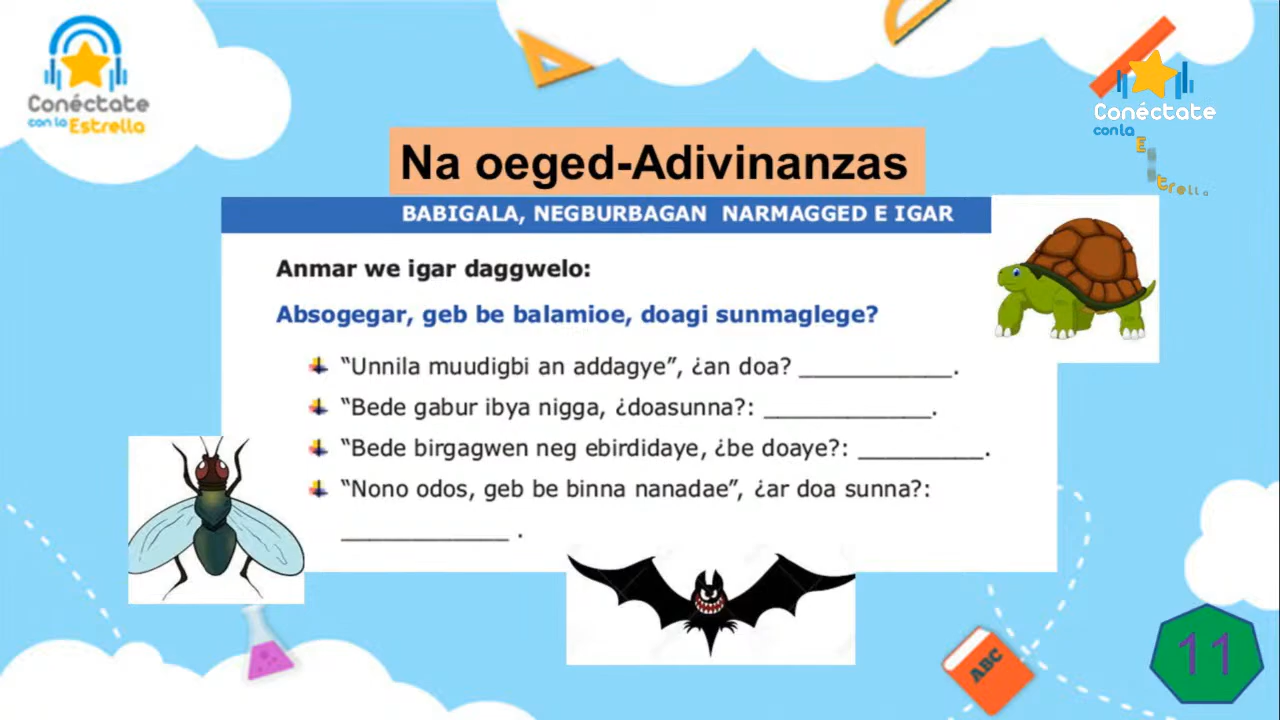 Conéctate
con la Estrella
Conéctate
con la E
trella
Na oeged-Adivinanzas
BABIGALA, NEGBURBAGAN NARMAGGED E IGAR
Anmar we igar daggwelo:
Absogegar, geb be balamioe, doagi sunmaglege?
“Unnila muudigbi an addagye”, ¿an doa? ____________.
“Bede gabur ibya nigga, ¿doasunna?: _____________.
“Bede birgagwen neg ebirdidaye, ¿be doaye?: __________.
“Nono odos, geb be binna nanadae”, ¿ar doa sunna?:
_____________ .
ABC
11